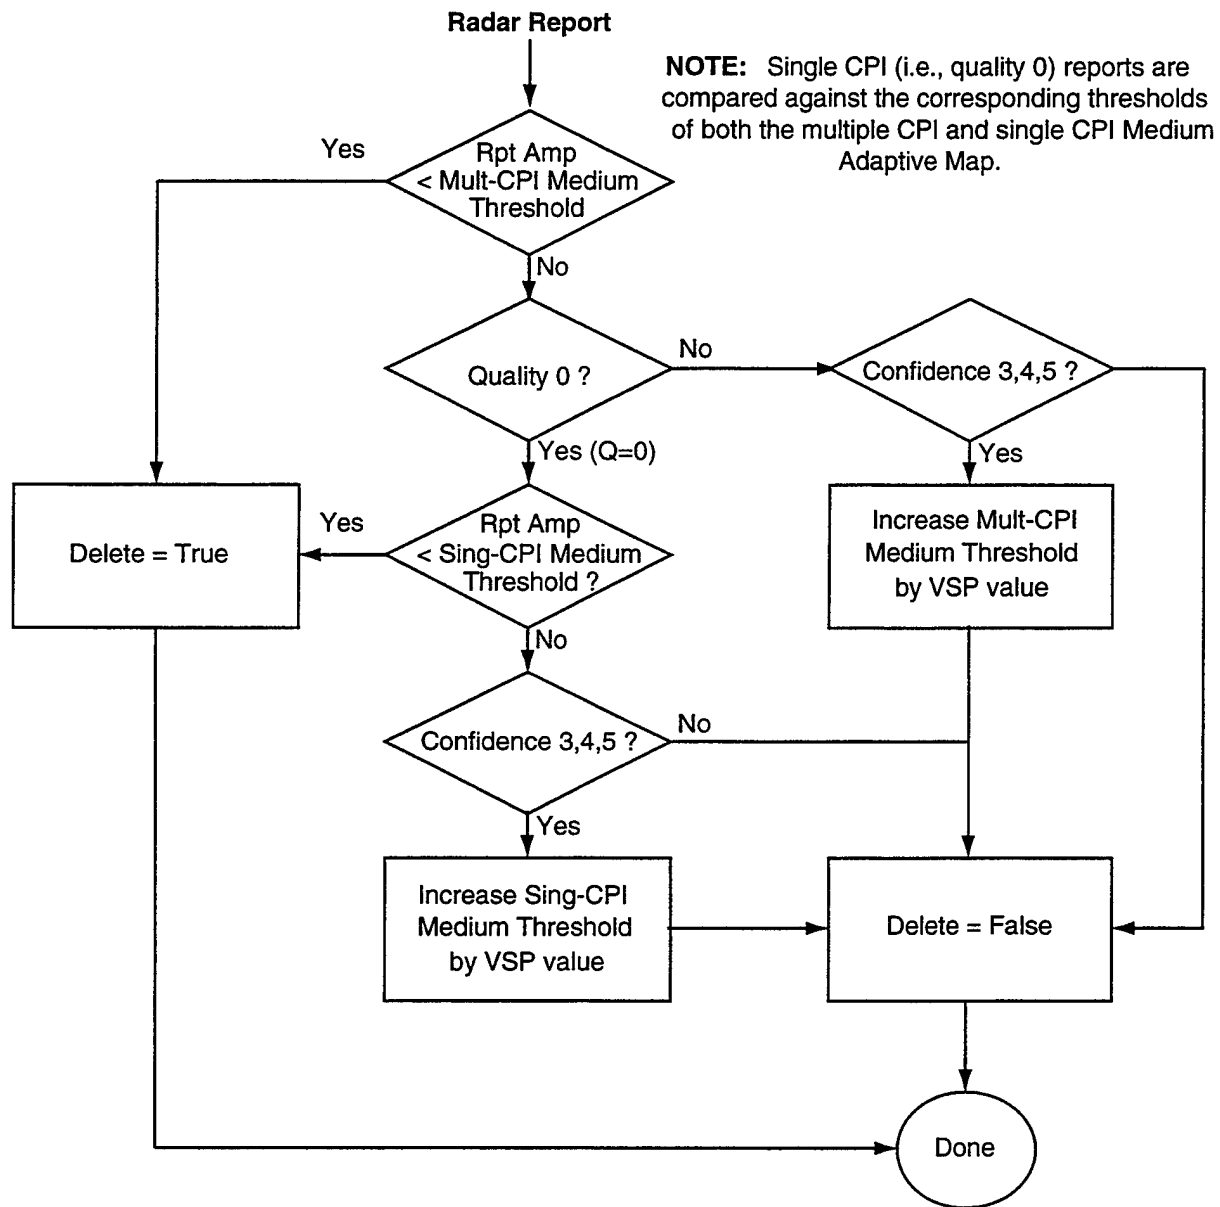 Radar Report
NOTE: Single CPI (i.e., quality 0) reports are
compared against the corresponding thresholds
of both the multiple CPI and single CPI Medium
Adaptive Map.
Yes
Rpt Amp
< Mult-CPI Medium
Threshold
No
Quality 0 ?
No
Confidence 3,4,5 ?
Yes (Q=0)
Yes
Delete = True
Yes
Rpt Amp
< Sing-CPI Medium
Threshold ?
Increase Mult-CPI
Medium Threshold
by VSP value
No
Confidence 3,4,5 ?
No
Yes
Increase Sing-CPI
Medium Threshold
by VSP value
Delete = False
Done